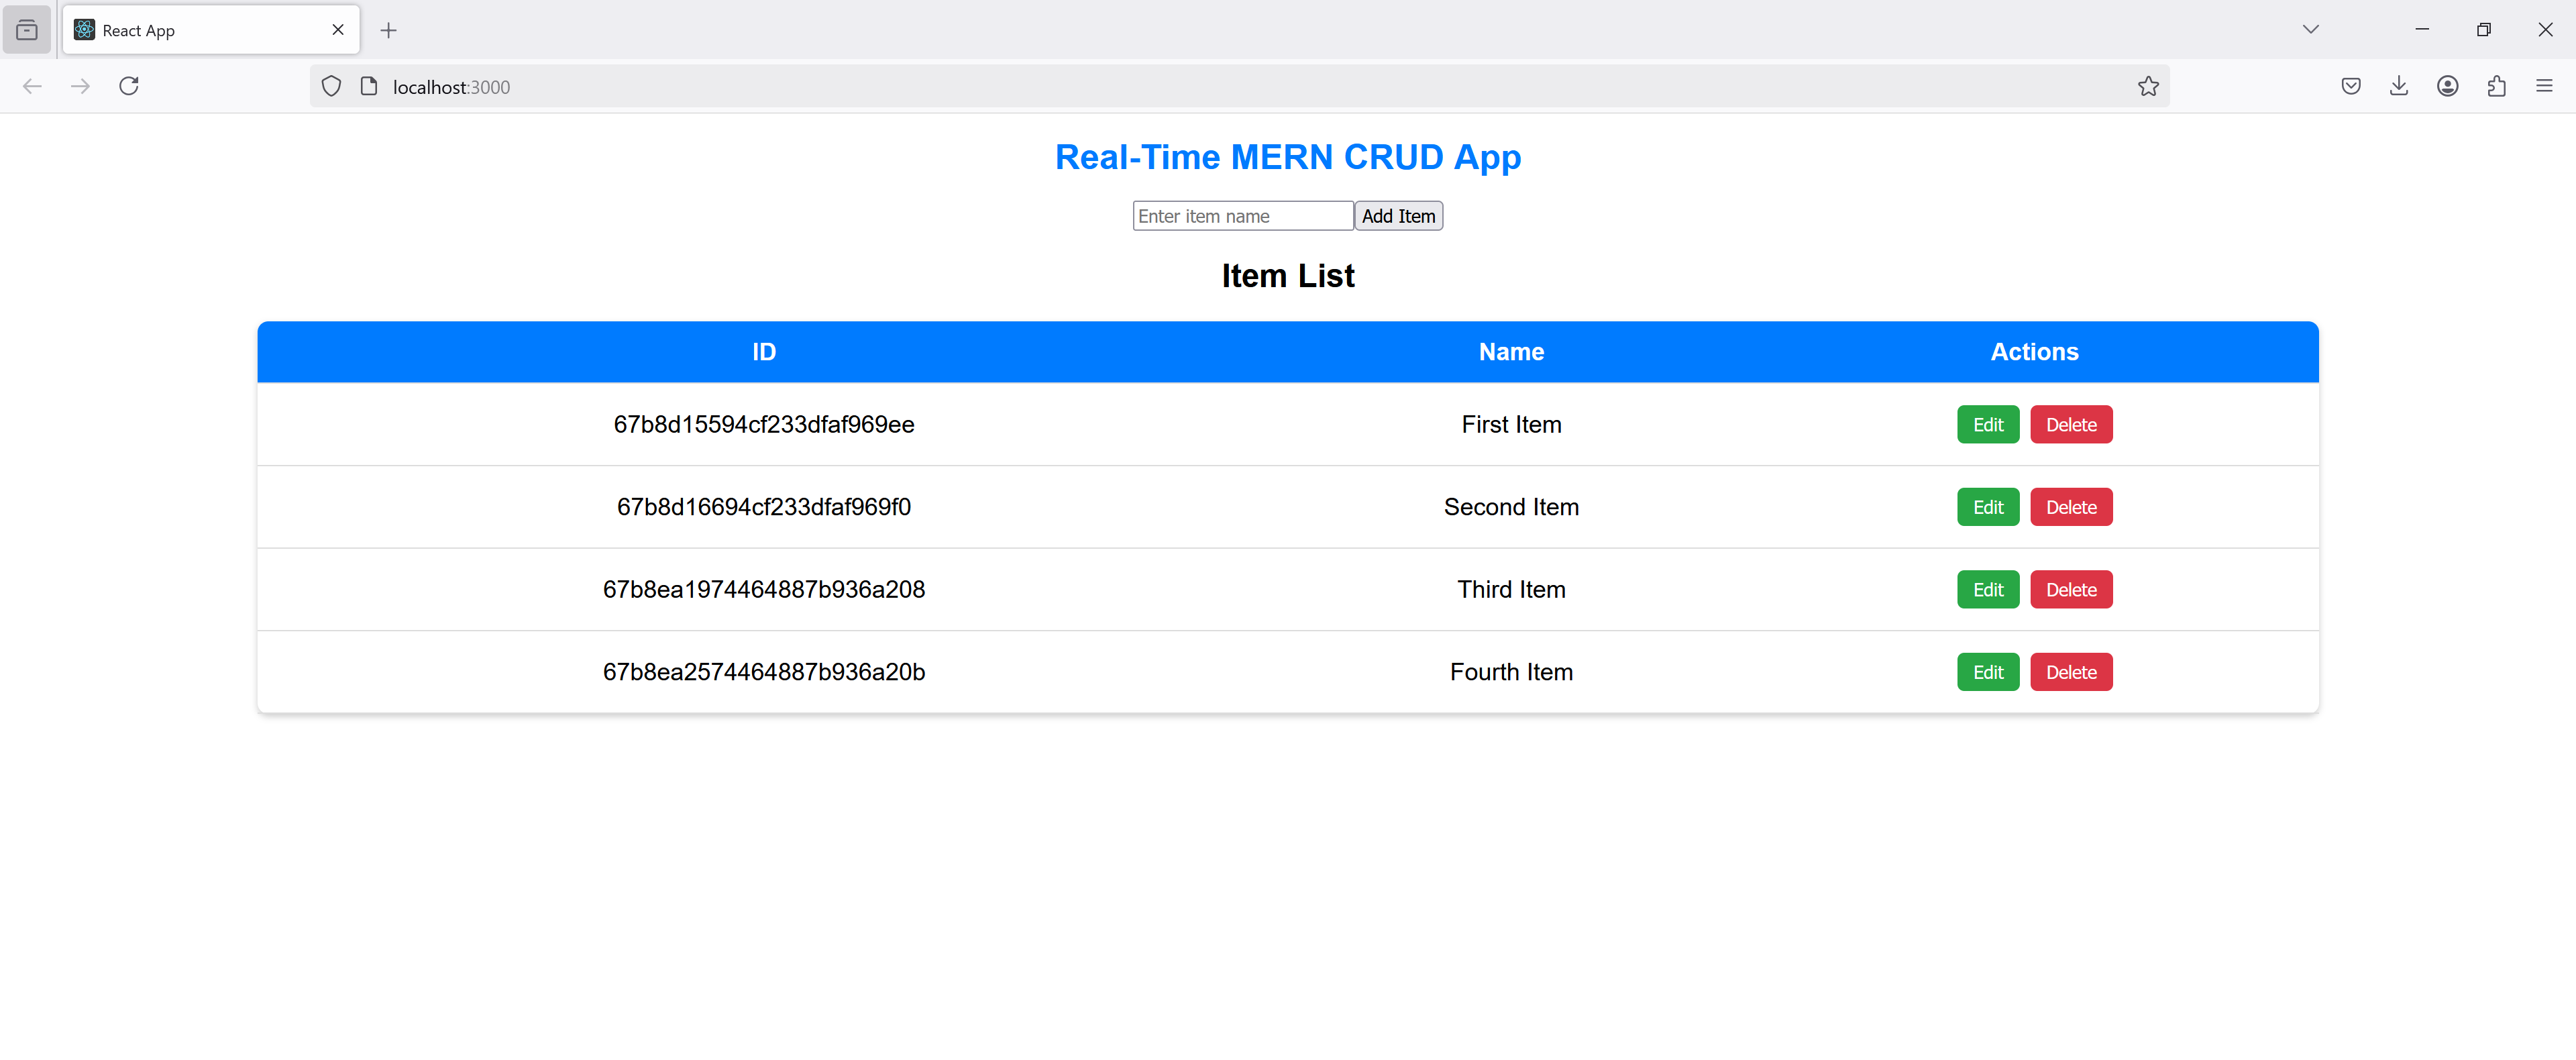 React App
localhost:3000
Real-Time MERN CRUD App
Enter item name Add Item
Item List
ID Name Actions
67b8d15594cf233dfaf969ee First Item Edit Delete
67b8d16694cf233dfaf969f0 Second Item Edit Delete
67b8ea1974464887b936a208 Third Item Edit Delete
67b8ea2574464887b936a20b Fourth Item Edit Delete